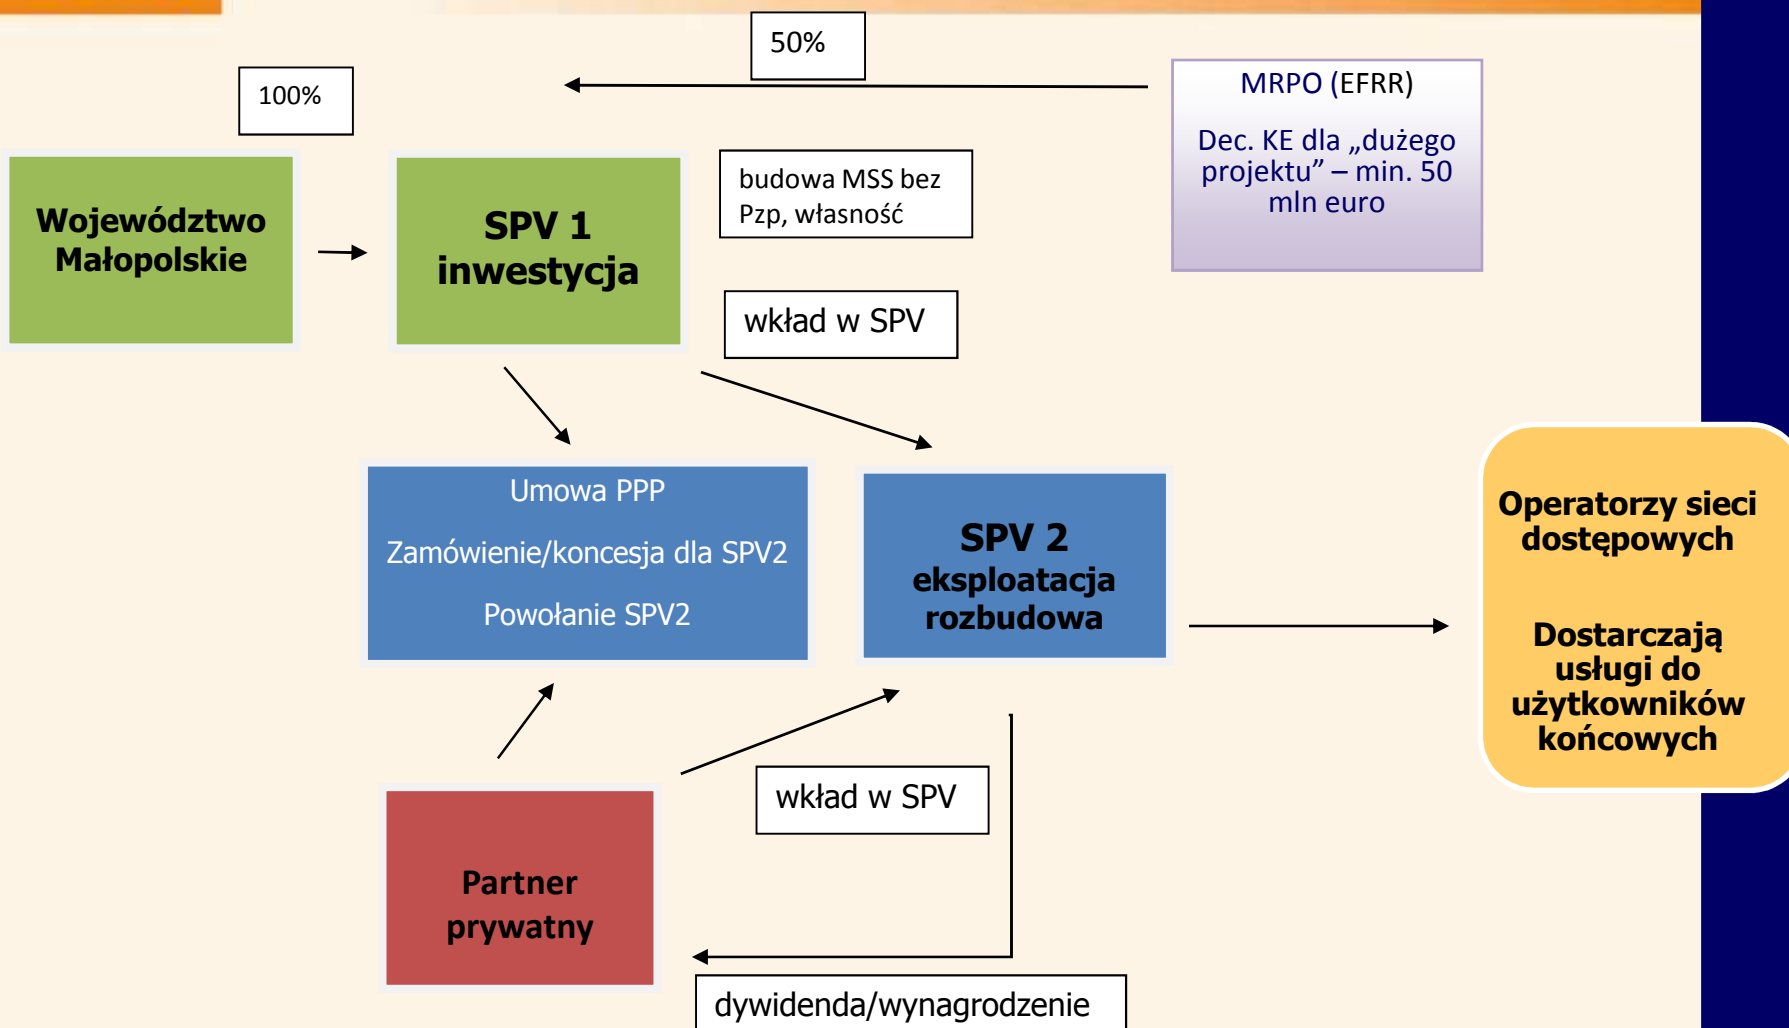 50%
100%
MRPO (EFRR)
Dec. KE dla „dużego
projektu” – min. 50
mln euro
Województwo
Małopolskie
SPV 1
inwestycja
budowa MSS bez
Pzp, własność
wkład w SPV
Umowa PPP
Zamówienie/koncesja dla SPV2
Powołanie SPV2
SPV 2
eksploatacja
rozbudowa
Operatorzy sieci
dostępowych
Dostarczają
usługi do
użytkowników
końcowych
wkład w SPV
Partner
prywatny
dywidenda/wynagrodzenie